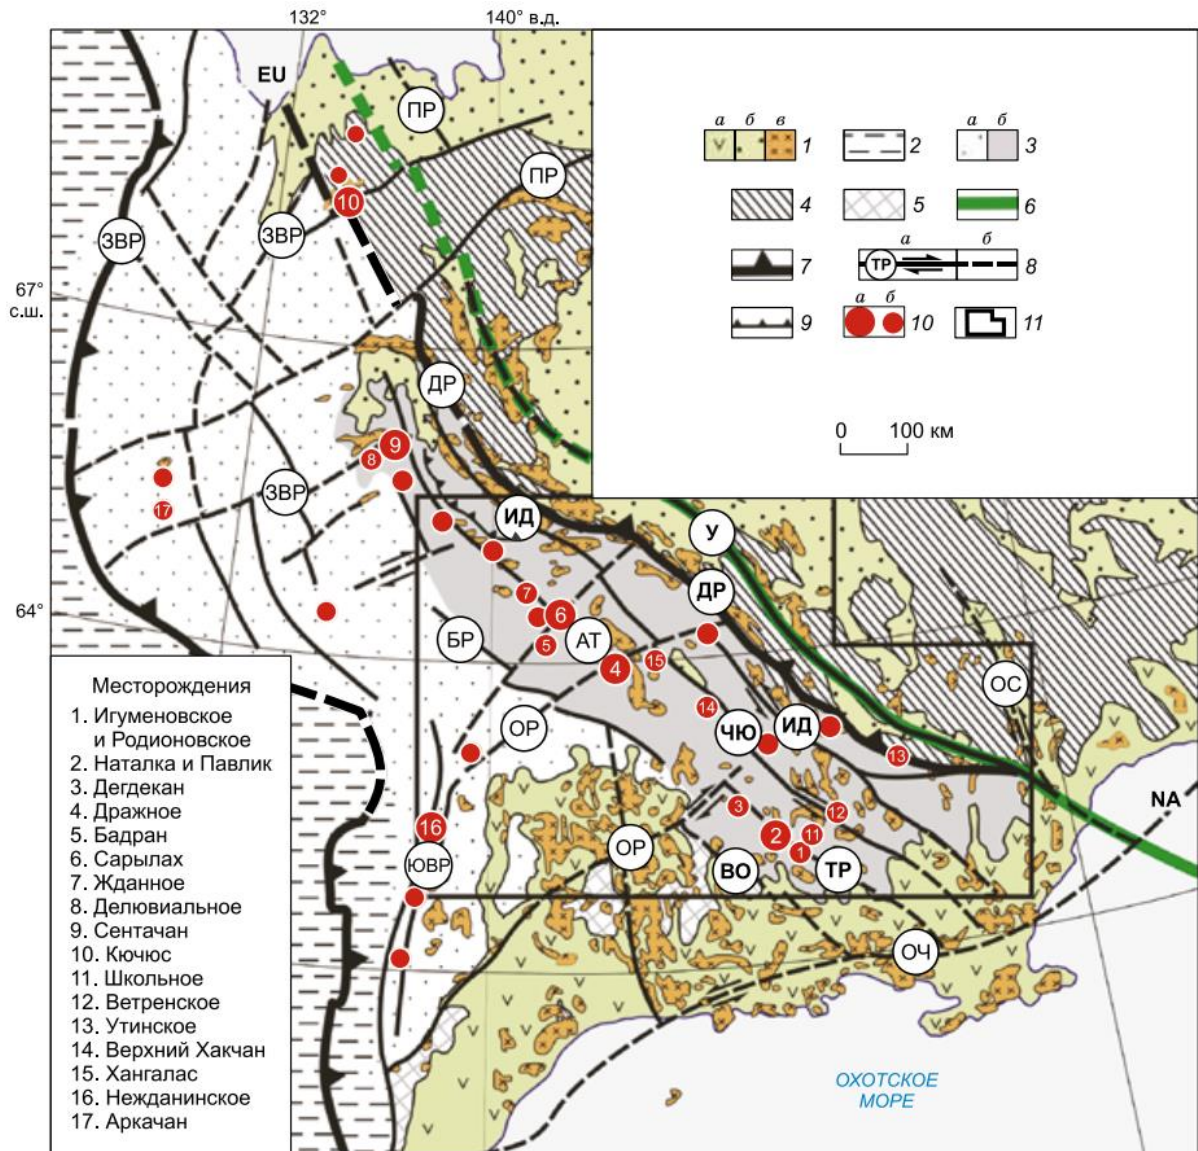 132°
140° в.д.
EU
ПР
ПР
10
ЗВР
ЗВР
67°
с.ш.
а б в
1
2
а б
3
4
5
6
7
а б
ТР
8
9
а б
10
11
0 100 км
ДР
9
8
ЗВР
17
ИД
У
7
ДР
64°
6
БР
АТ
5
4
15
ОС
14
ОР
ЧЮ
ИД
13
NA
3
12
16
2
11
1
ОР
ЮВР
ВО
ТР
ОЧ
Месторождения
1. Игуменовское
и Родионовское
2. Наталка и Павлик
3. Дегдекан
4. Дражное
5. Бадран
6. Сарылах
7. Жданное
8. Делювиальное
9. Сентачан
10. Кючюс
11. Школьное
12. Ветренское
13. Утинское
14. Верхний Хакчан
15. Хангалас
16. Нежданинское
17. Аркачан
ОХОТСКОЕ
МОРЕ